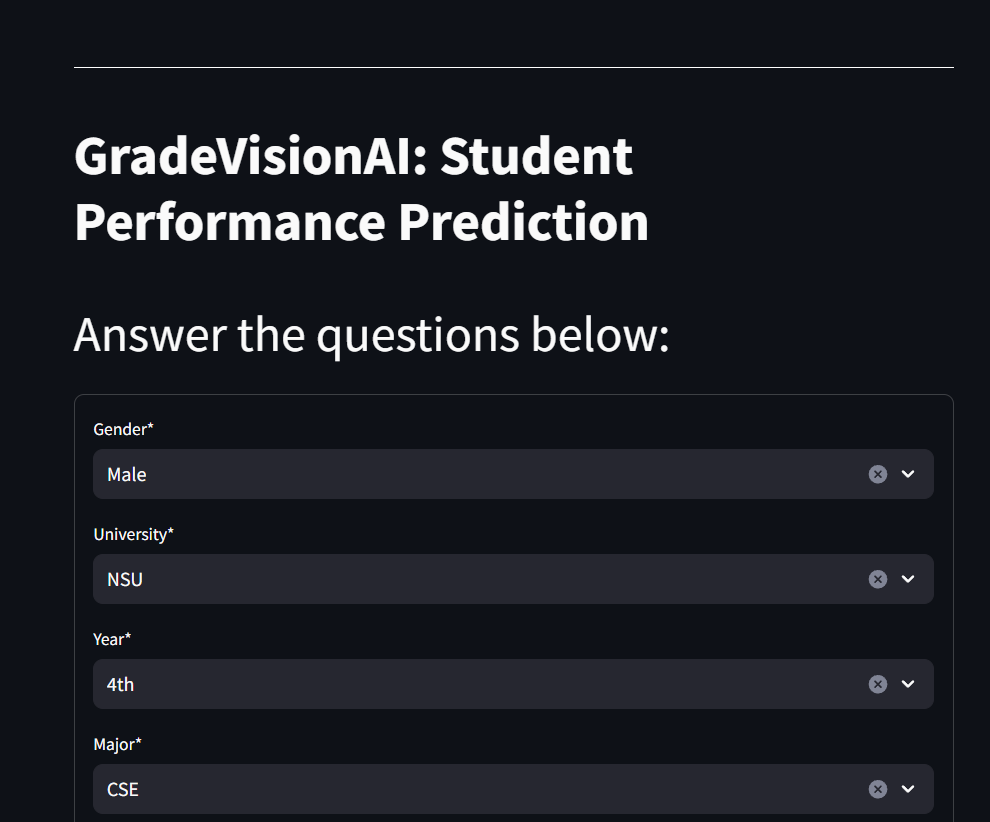 GradeVisionAI: Student
Performance Prediction
Answer the questions below:
Gender*
Male
University*
NSU
Year*
4th
Major*
CSE